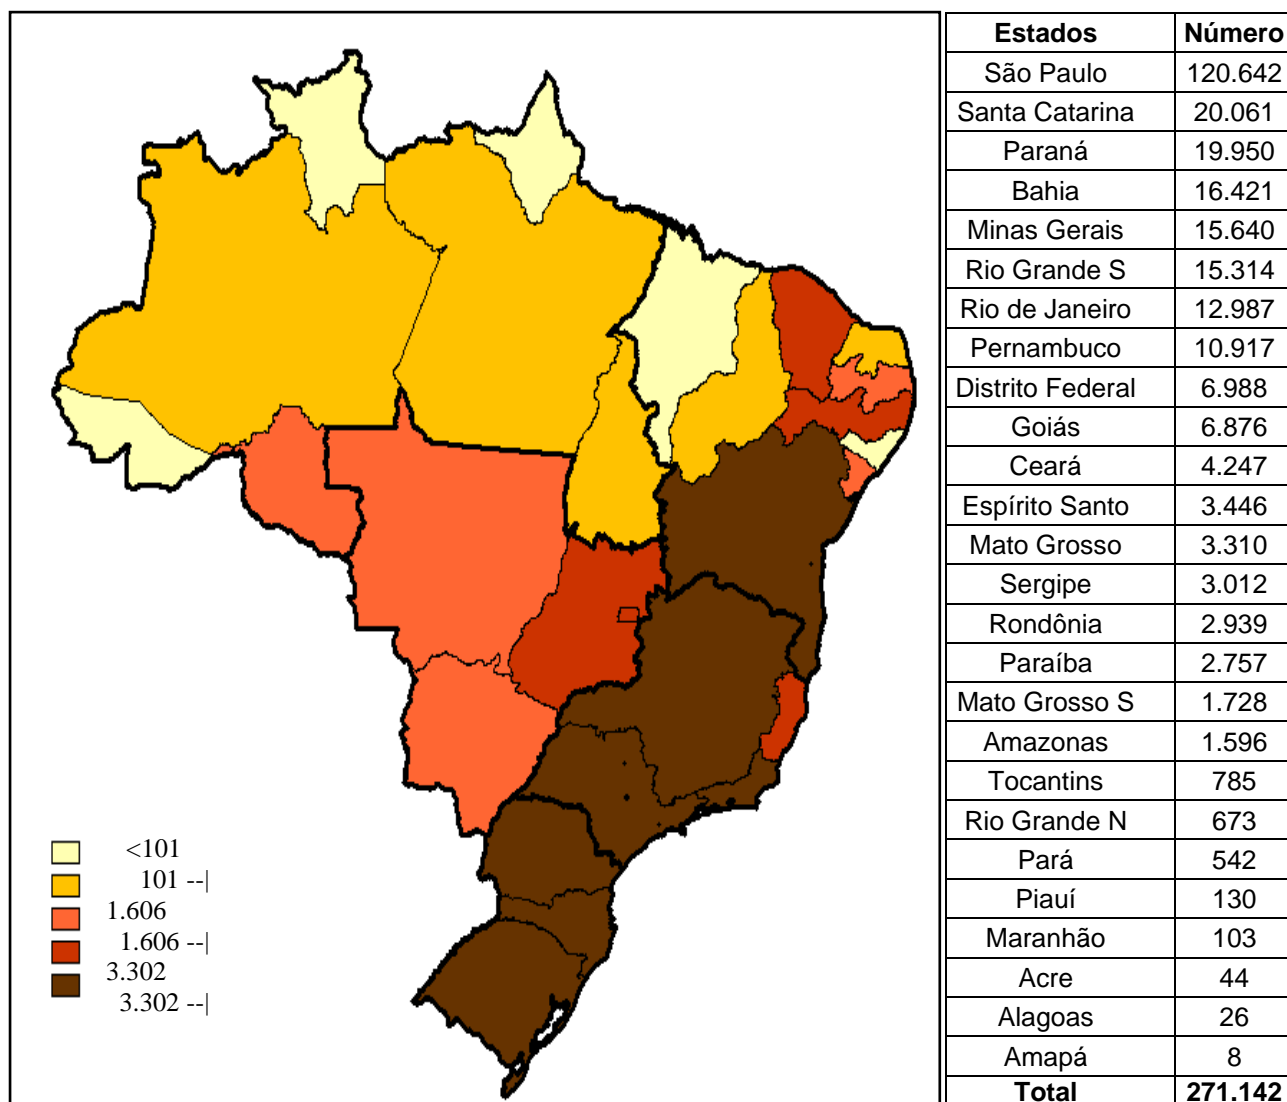 Estados Número
São Paulo 120.642
Santa Catarina 20.061
Paraná 19.950
Bahia 16.421
Minas Gerais 15.640
Rio Grande S 15.314
Rio de Janeiro 12.987
Pernambuco 10.917
Distrito Federal 6.988
Goiás 6.876
Ceará 4.247
Espírito Santo 3.446
Mato Grosso 3.310
Sergipe 3.012
Rondônia 2.939
Paraíba 2.757
Mato Grosso S 1.728
Amazonas 1.596
Tocantins 785
Rio Grande N 673
Pará 542
Piauí 130
Maranhão 103
Acre 44
Alagoas 26
Amapá 8
Total 271.142
<101
101 --|
1.606
1.606 --|
3.302
3.302 --|